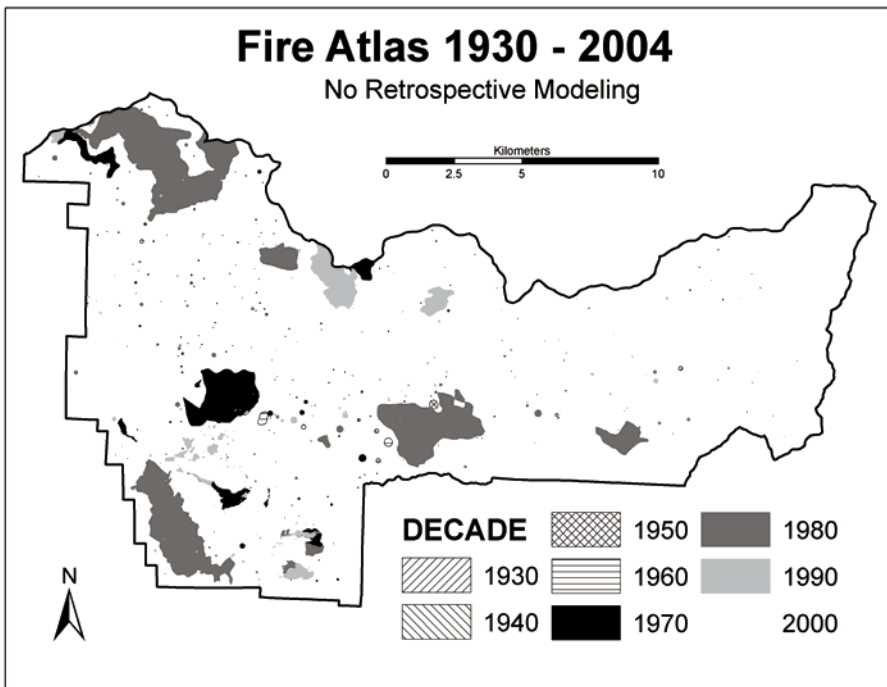 Fire Atlas 1930 - 2004
No Retrospective Modeling
Kilometers
0 2.5 5 10
DECADE
1930
1940
1950
1960
1970
1980
1990
2000
N